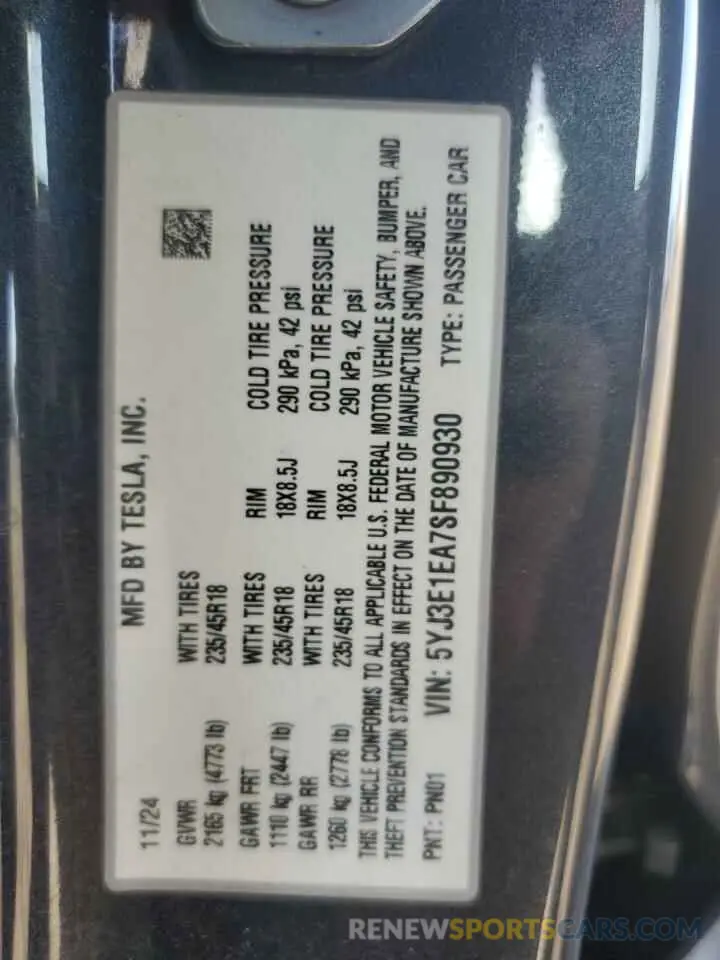 MFD BY TESLA, INC.
11/24
GVWR WITH TIRES
2165 kg (4773 lb) 235/45R18
GAWR FRT WITH TIRES RIM COLD TIRE PRESSURE
1110 kg (2447 lb) 235/45R18 18X8.5J 290 kPa, 42 psi
GAWR RR WITH TIRES RIM COLD TIRE PRESSURE
1260 kg (2778 lb) 235/45R18 18X8.5J 290 kPa, 42 psi
THIS VEHICLE CONFORMS TO ALL APPLICABLE U.S. FEDERAL MOTOR VEHICLE SAFETY, BUMPER, AND
THEFT PREVENTION STANDARDS IN EFFECT ON THE DATE OF MANUFACTURE SHOWN ABOVE.
PNT: PN01 VIN: 5YJ3E1EA7SF890930 TYPE: PASSENGER CAR
RENEWSPORTSCARS.COM